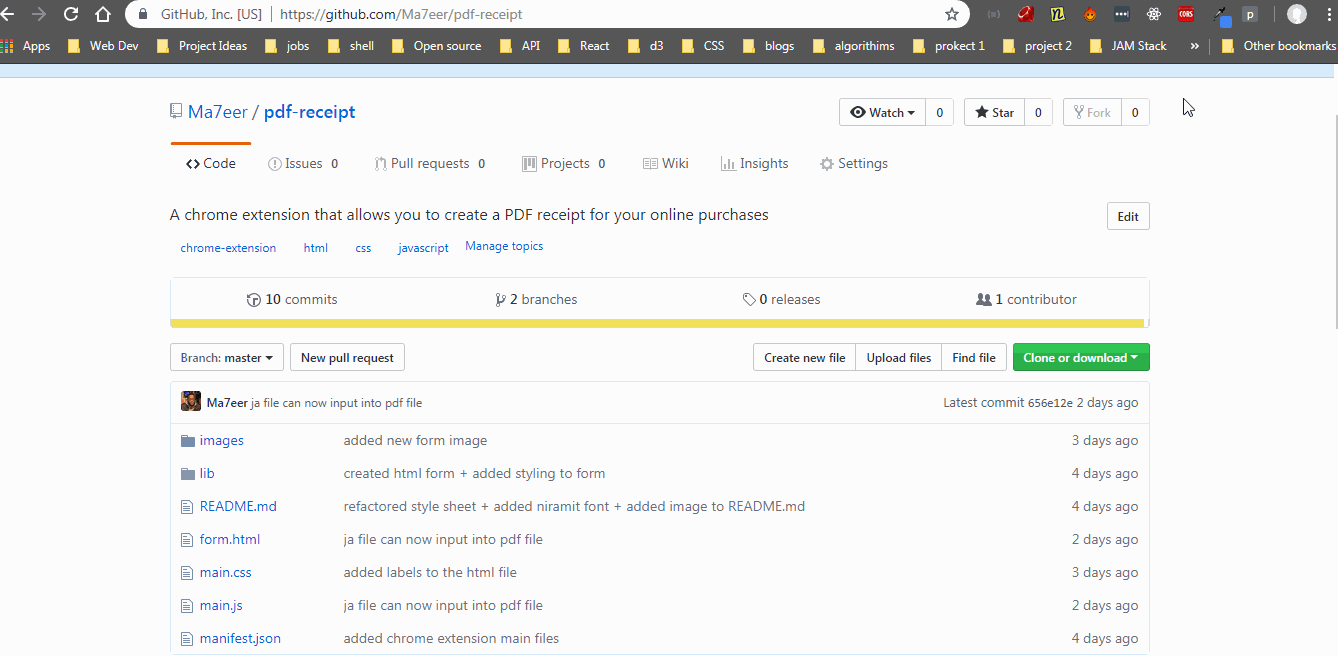 GitHub, Inc. [US] | https://github.com/Ma7eer/pdf-receipt
Apps Web Dev Project Ideas jobs shell Open source API React d3 CSS blogs algorithims prokect 1 project 2 JAM Stack » Other bookmarks
Ma7eer / pdf-receipt Watch 0 Star 0 Fork 0
Code Issues 0 Pull requests 0 Projects 0 Wiki Insights Settings
A chrome extension that allows you to create a PDF receipt for your online purchases Edit
chrome-extension html css javascript Manage topics
10 commits 2 branches 0 releases 1 contributor
Branch: master New pull request Create new file Upload files Find file Clone or download
Ma7eer ja file can now input into pdf file Latest commit 656e12e 2 days ago
images added new form image 3 days ago
lib created html form + added styling to form 4 days ago
README.md refactored style sheet + added niramit font + added image to README.md 4 days ago
form.html ja file can now input into pdf file 2 days ago
main.css added labels to the html file 3 days ago
main.js ja file can now input into pdf file 2 days ago
manifest.json added chrome extension main files 4 days ago